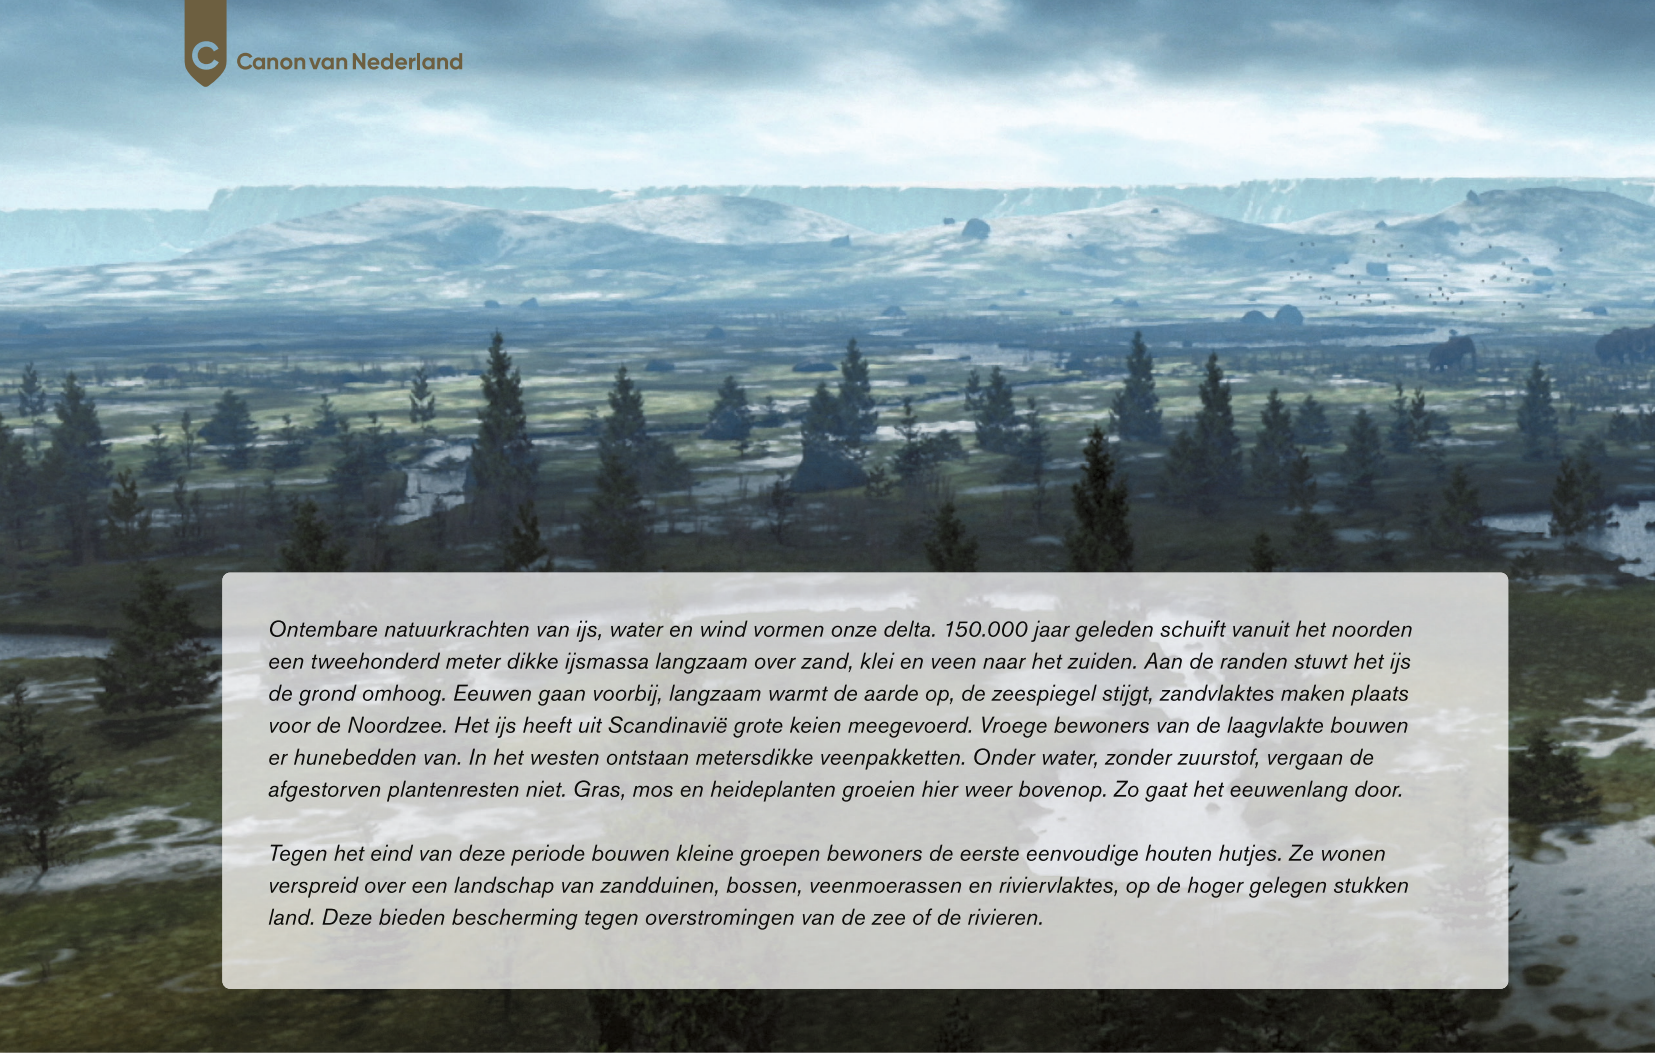 C Canon van Nederland
Ontembare natuurkrachten van ijs, water en wind vormen onze delta. 150.000 jaar geleden schuift vanuit het noorden
een tweehonderd meter dikke ijsmassa langzaam over zand, klei en veen naar het zuiden. Aan de randen stuwt het ijs
de grond omhoog. Eeuwen gaan voorbij, langzaam warmt de aarde op, de zeespiegel stijgt, zandvlaktes maken plaats
voor de Noordzee. Het ijs heeft uit Scandinavië grote keien meegevoerd. Vroege bewoners van de laagvlakte bouwen
er hunebedden van. In het westen ontstaan metersdikke veenpakketten. Onder water, zonder zuurstof, vergaan de
afgestorven plantenresten niet. Gras, mos en heideplanten groeien hier weer bovenop. Zo gaat het eeuwenlang door.
Tegen het eind van deze periode bouwen kleine groepen bewoners de eerste eenvoudige houten hutjes. Ze wonen
verspreid over een landschap van zandduinen, bossen, veenmoerassen en riviervlaktes, op de hoger gelegen stukken
land. Deze bieden bescherming tegen overstromingen van de zee of de rivieren.